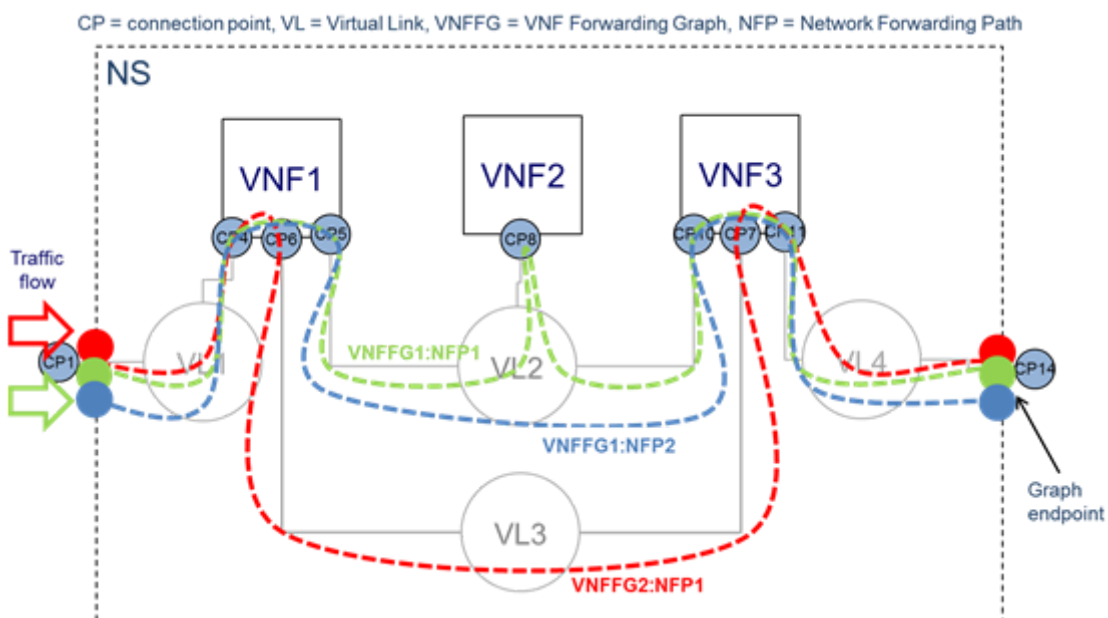 CP = connection point, VL = Virtual Link, VNFFG = VNF Forwarding Graph, NFP = Network Forwarding Path
NS
VNF1
VNF2
VNF3
CP4
CP6
CP5
CP8
CP10
CP7
CP11
Traffic
flow
CP1
VL1
VNFFG1:NFP1
VL2
VL4
CP14
VNFFG1:NFP2
Graph
endpoint
VL3
VNFFG2:NFP1